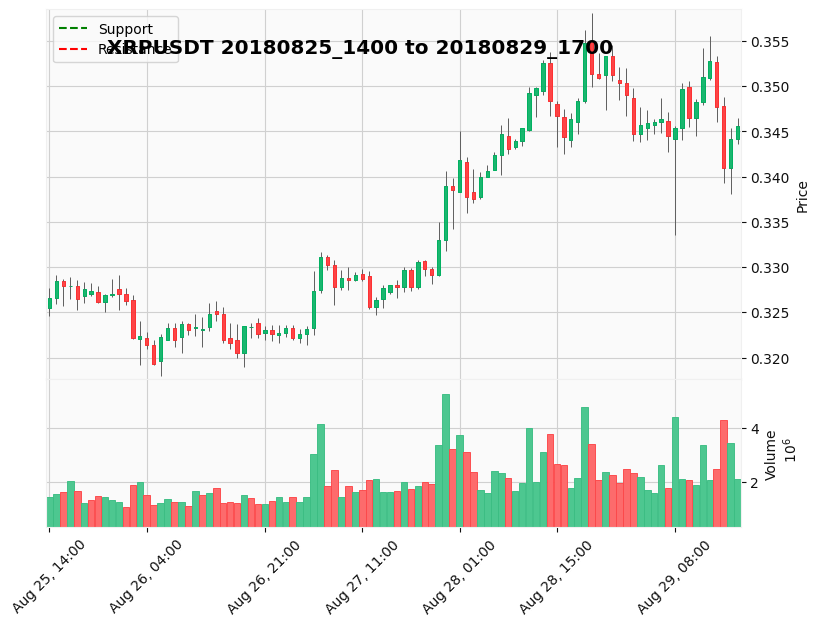 XRPUSDT 20180825_1400 to 20180829_1700
Support
Resistance
0.355
0.350
0.345
0.340
0.335
0.330
0.325
0.320
Price
4
2
Volume
10^6
Aug 25, 14:00
Aug 26, 04:00
Aug 26, 21:00
Aug 27, 11:00
Aug 28, 01:00
Aug 28, 15:00
Aug 29, 08:00